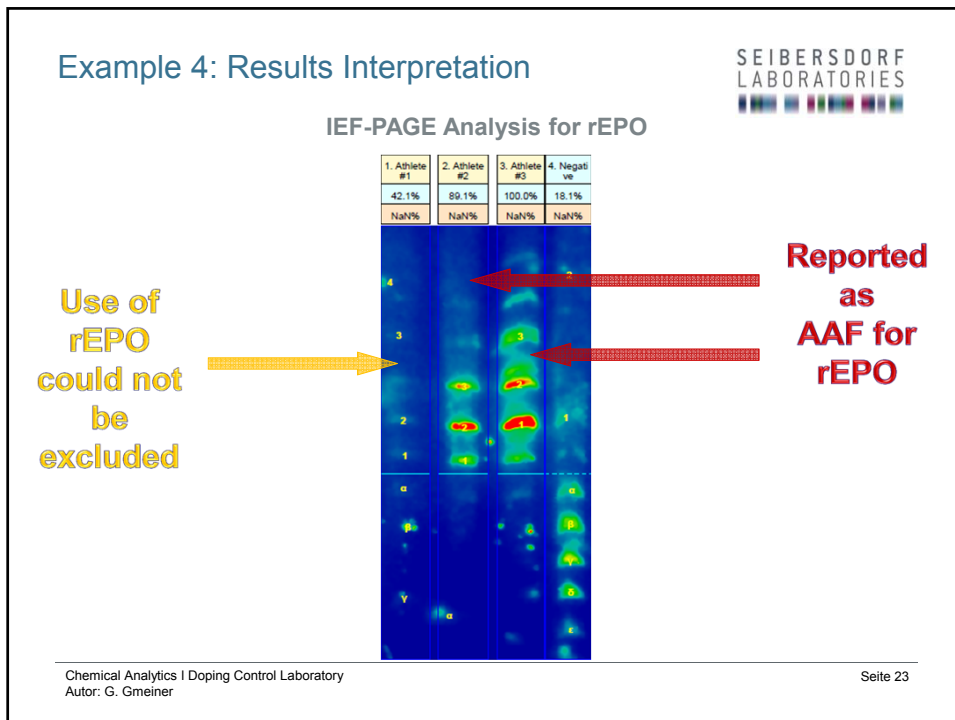 Example 4: Results Interpretation
SEIBERSDORF
LABORATORIES
IEF-PAGE Analysis for rEPO
1. Athlete #1
2. Athlete #2
3. Athlete #3
4. Negative
42.1%
89.1%
100.0%
18.1%
NaN%
NaN%
NaN%
NaN%
Use of
rEPO
could not
be
excluded
Reported
as
AAF for
rEPO
4
3
2
1
α
β
γ
2
1
α
3
1
1
α
β
γ
δ
ε
Chemical Analytics I Doping Control Laboratory
Autor: G. Gmeiner
Seite 23